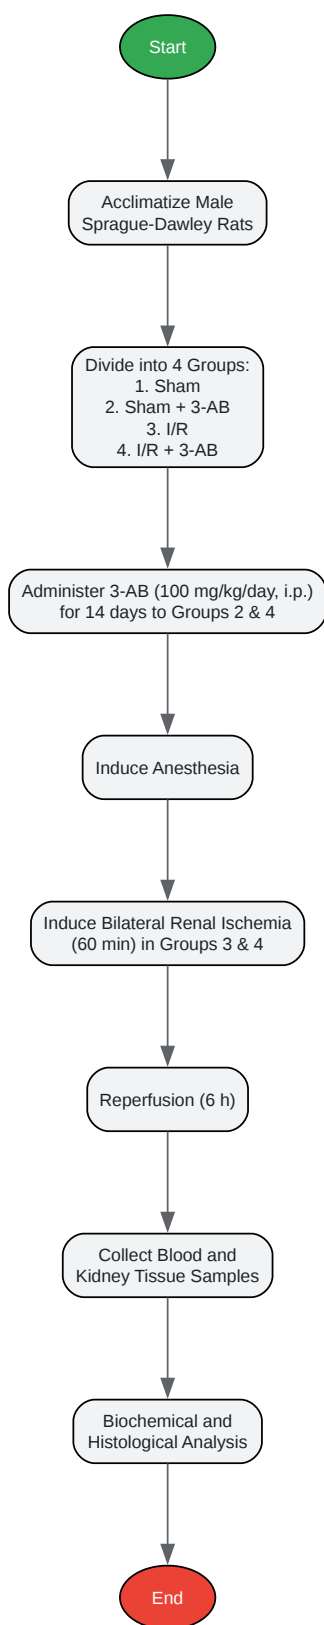 Start
Acclimatize Male
Sprague-Dawley Rats
Divide into 4 Groups:
1. Sham
2. Sham + 3-AB
3. I/R
4. I/R + 3-AB
Administer 3-AB (100 mg/kg/day, i.p.)
for 14 days to Groups 2 & 4
Induce Anesthesia
Induce Bilateral Renal Ischemia
(60 min) in Groups 3 & 4
Reperfusion (6 h)
Collect Blood and
Kidney Tissue Samples
Biochemical and
Histological Analysis
End